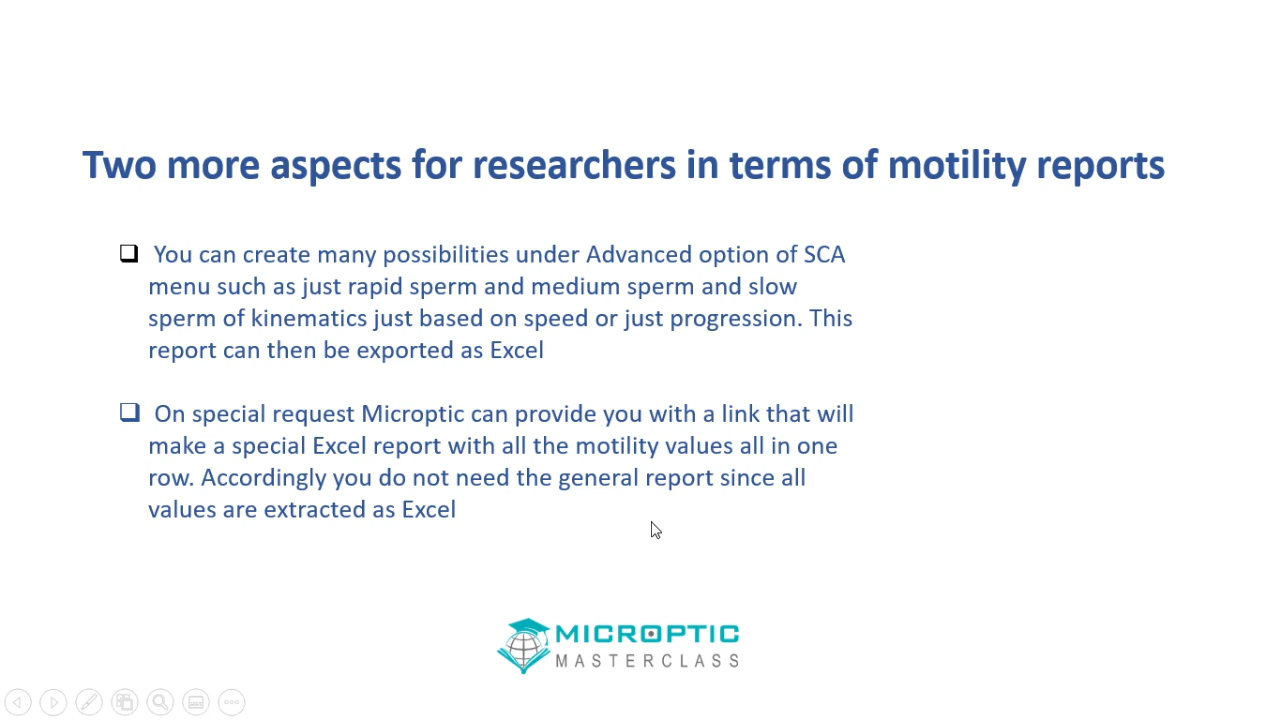 Two more aspects for researchers in terms of motility reports
You can create many possibilities under Advanced option of SCA
menu such as just rapid sperm and medium sperm and slow
sperm of kinematics just based on speed or just progression. This
report can then be exported as Excel
On special request Microptic can provide you with a link that will
make a special Excel report with all the motility values all in one
row. Accordingly you do not need the general report since all
values are extracted as Excel
MICROPTIC
MASTERCLASS